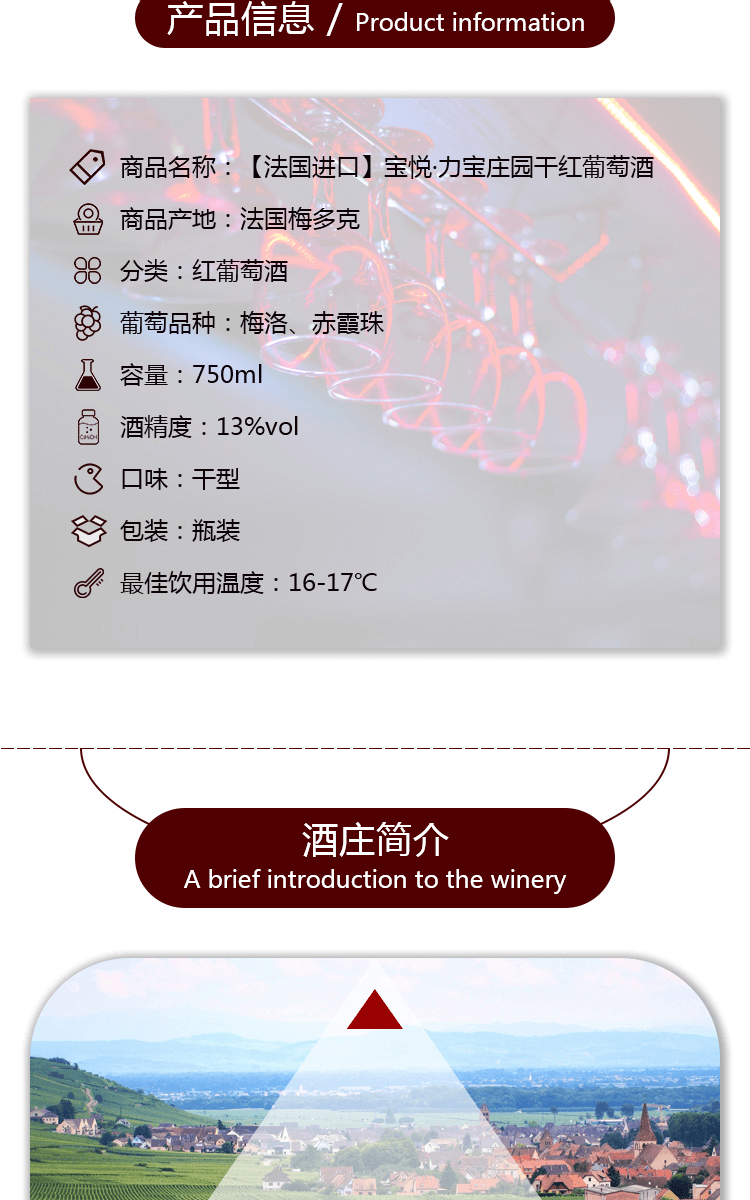 产品信息 / Product information
商品名称：【法国进口】宝悦·力宝庄园干红葡萄酒
商品产地：法国梅多克
分类：红葡萄酒
葡萄品种：梅洛、赤霞珠
容量：750ml
酒精度：13%vol
口味：干型
包装：瓶装
最佳饮用温度：16-17℃
酒庄简介
A brief introduction to the winery